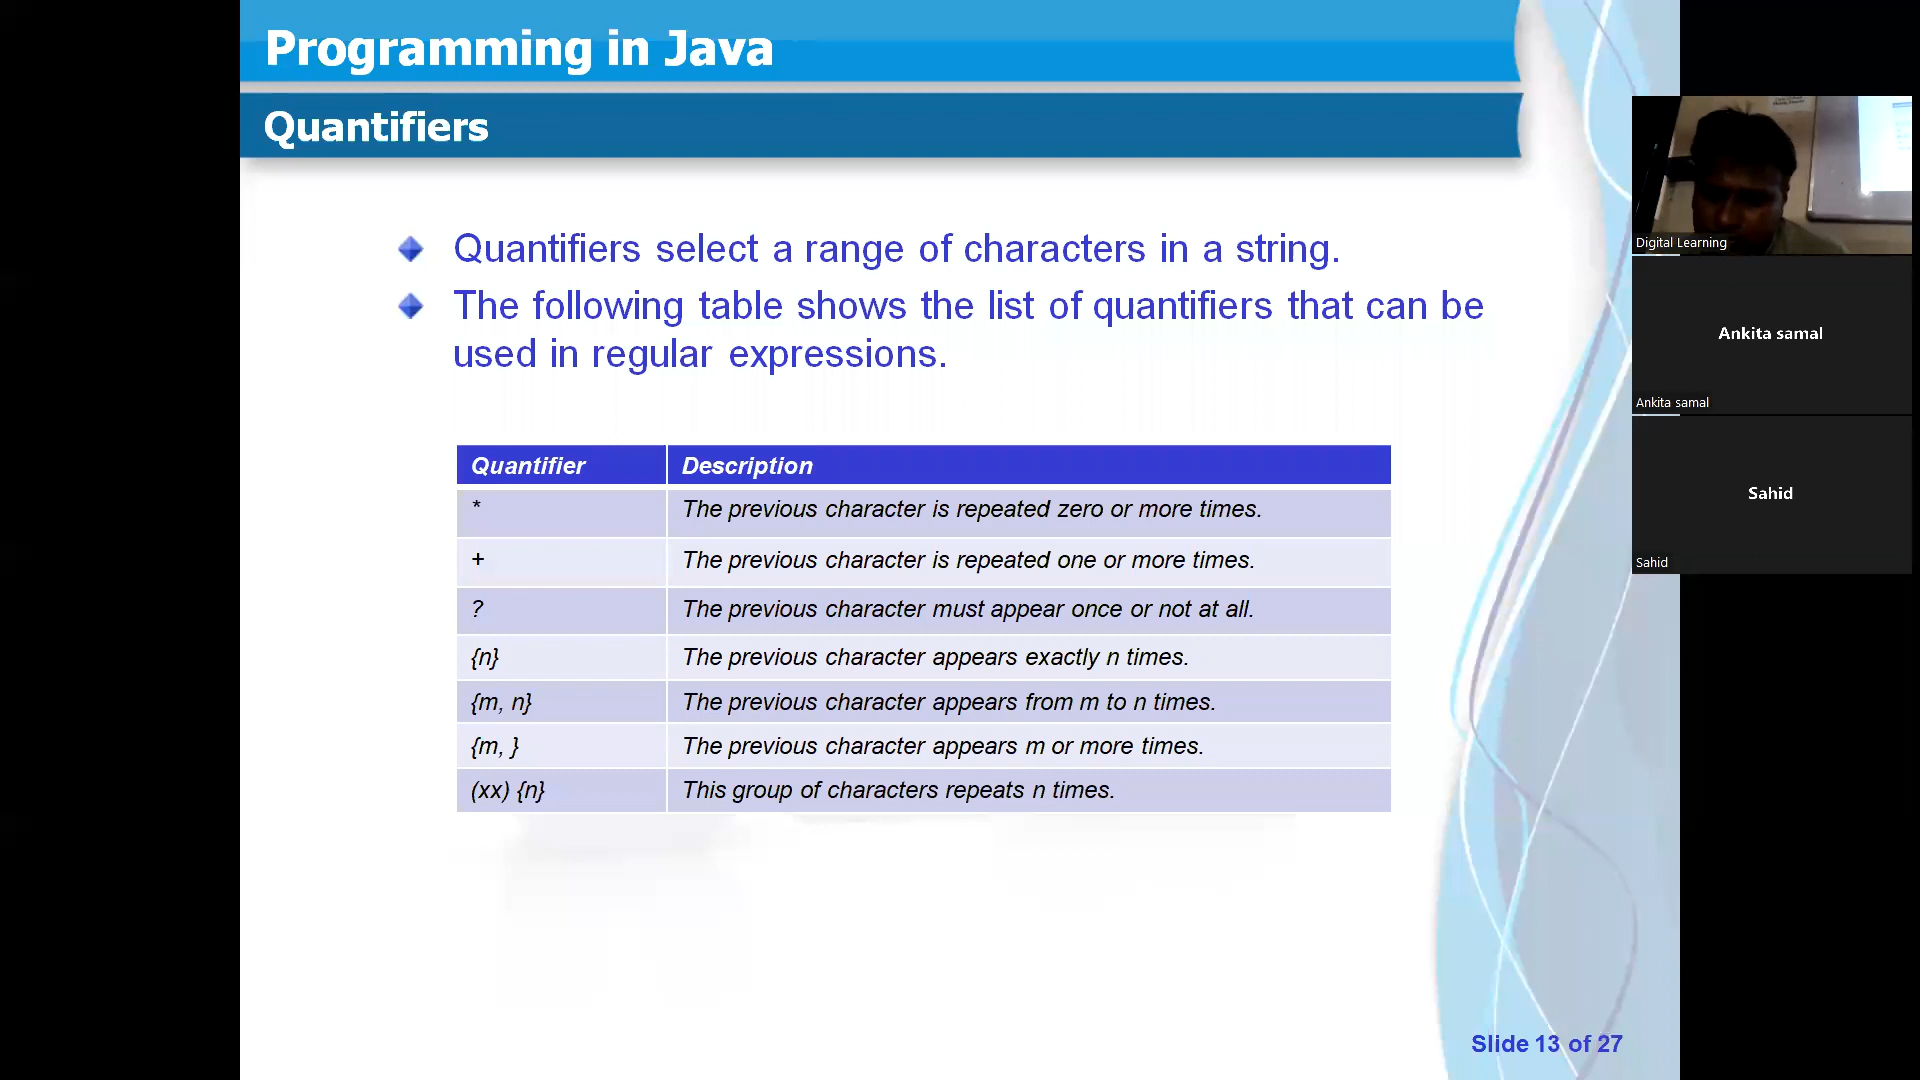 Programming in Java
Quantifiers
Quantifiers select a range of characters in a string.
The following table shows the list of quantifiers that can be
used in regular expressions.
Quantifier Description
* The previous character is repeated zero or more times.
+ The previous character is repeated one or more times.
? The previous character must appear once or not at all.
{n} The previous character appears exactly n times.
{m, n} The previous character appears from m to n times.
{m, } The previous character appears m or more times.
(xx) {n} This group of characters repeats n times.
Slide 13 of 27
Digital Learning
Ankita samal
Ankita samal
Sahid
Sahid